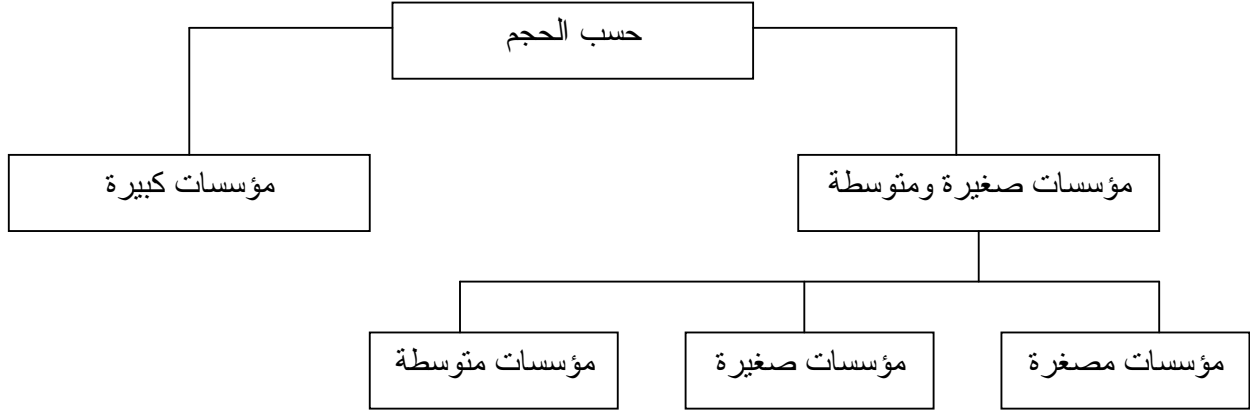 حسب الحجم
مؤسسات صغيرة ومتوسطة
مؤسسات كبيرة
مؤسسات مصغرة
مؤسسات صغيرة
مؤسسات متوسطة